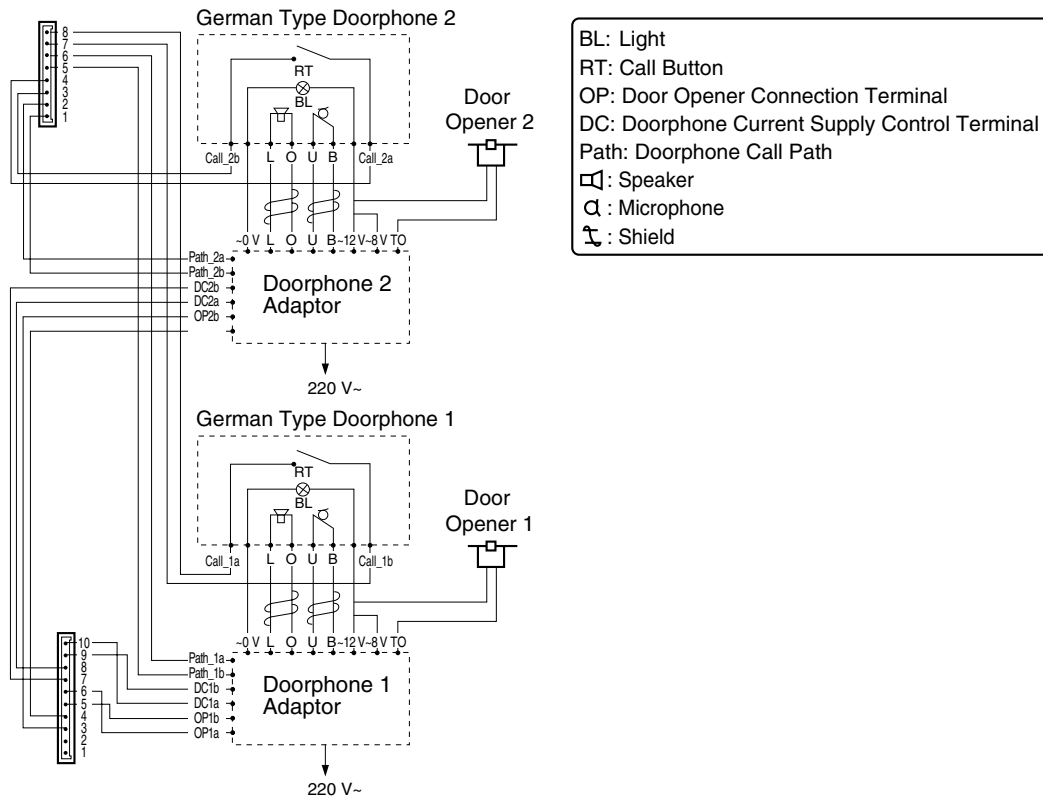 German Type Doorphone 2
8
7
6
5
4
3
2
1
RT
BL
Door
Opener 2
Call_2b
L O U B
Call_2a
~0 V L O U B ~12 V ~8 V TO
Path_2a
Path_2b
DC2b
DC2a
OP2b
Doorphone 2
Adaptor
220 V~
German Type Doorphone 1
RT
BL
Door
Opener 1
Call_1a
L O U B
Call_1b
~0 V L O U B ~12 V ~8 V TO
10
9
8
7
6
5
4
3
2
1
Path_1a
Path_1b
DC1b
DC1a
OP1b
OP1a
Doorphone 1
Adaptor
220 V~
BL: Light
RT: Call Button
OP: Door Opener Connection Terminal
DC: Doorphone Current Supply Control Terminal
Path: Doorphone Call Path
: Speaker
: Microphone
: Shield